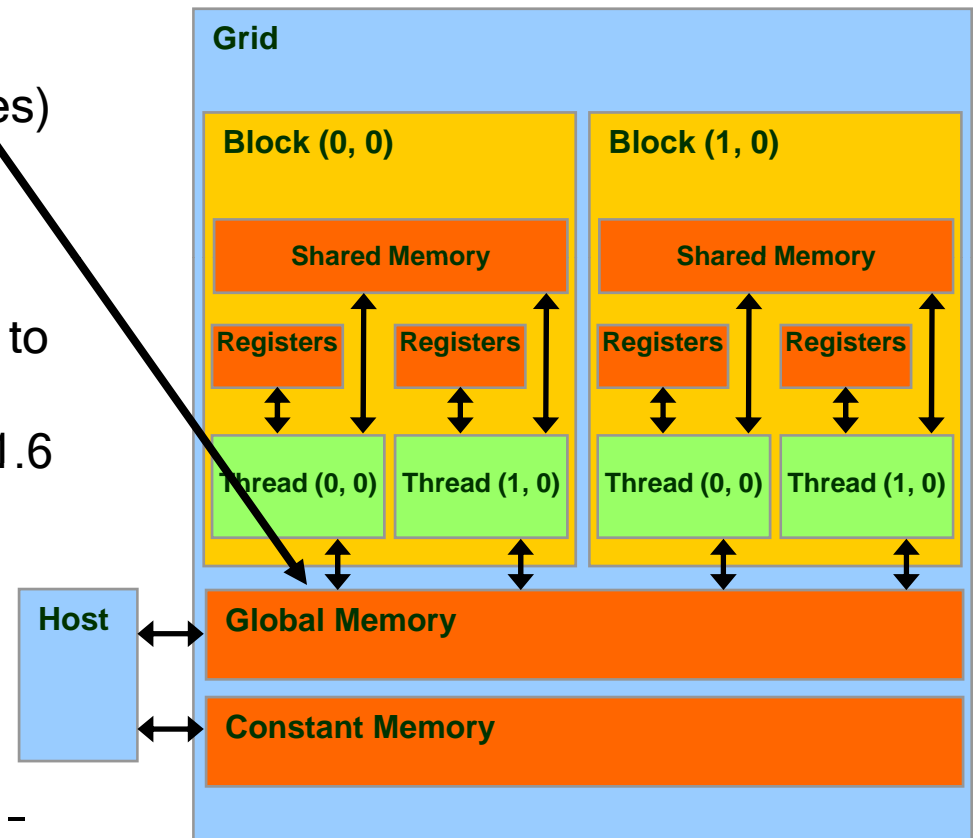 Grid
es)
Block (0, 0)
Block (1, 0)
Shared Memory
Shared Memory
to
Registers
Registers
Registers
Registers
1.6
Thread (0, 0)
Thread (1, 0)
Thread (0, 0)
Thread (1, 0)
Host
Global Memory
Constant Memory
-